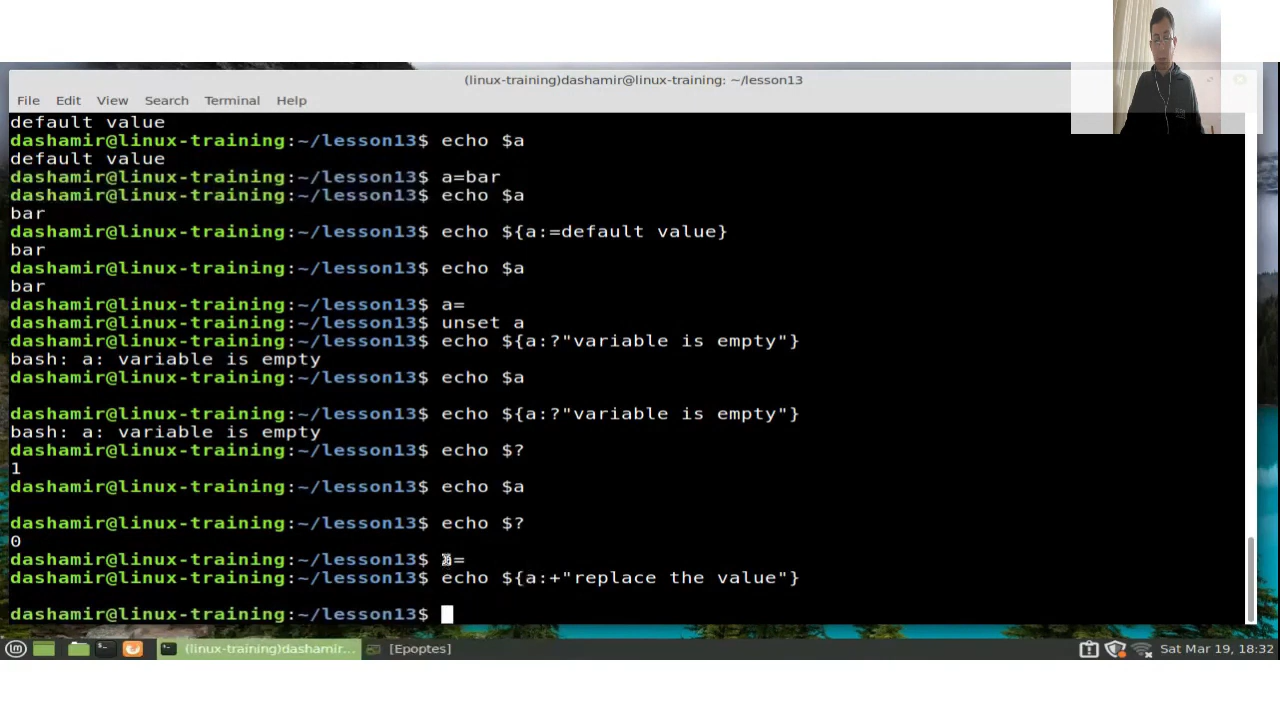 (linux-training)dashamir@linux-training: ~/lesson13
File Edit View Search Terminal Help
default value
dashamir@linux-training:~/lesson13$ echo $a
default value
dashamir@linux-training:~/lesson13$ a=bar
dashamir@linux-training:~/lesson13$ echo $a
bar
dashamir@linux-training:~/lesson13$ echo ${a:=default value}
bar
dashamir@linux-training:~/lesson13$ echo $a
bar
dashamir@linux-training:~/lesson13$ a=
dashamir@linux-training:~/lesson13$ unset a
dashamir@linux-training:~/lesson13$ echo ${a:?"variable is empty"}
bash: a: variable is empty
dashamir@linux-training:~/lesson13$ echo $a
dashamir@linux-training:~/lesson13$ echo ${a:?"variable is empty"}
bash: a: variable is empty
dashamir@linux-training:~/lesson13$ echo $?
1
dashamir@linux-training:~/lesson13$ echo $a
dashamir@linux-training:~/lesson13$ echo $?
0
dashamir@linux-training:~/lesson13$ a=
dashamir@linux-training:~/lesson13$ echo ${a:+"replace the value"}
dashamir@linux-training:~/lesson13$
(linux-training)dashamir... [Epoptes] Sat Mar 19, 18:32